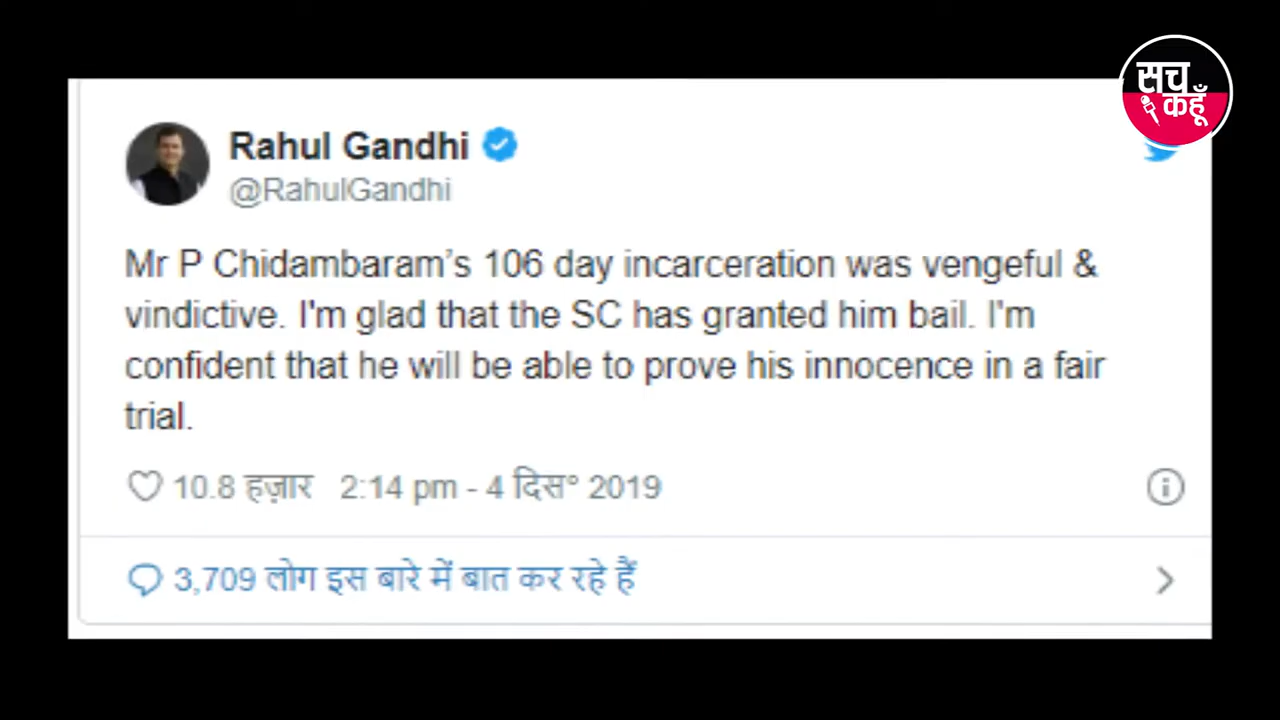 सच
कहूँ
Rahul Gandhi
@RahulGandhi
Mr P Chidambaram’s 106 day incarceration was vengeful &
vindictive. I'm glad that the SC has granted him bail. I'm
confident that he will be able to prove his innocence in a fair
trial.
10.8 हज़ार 2:14 pm - 4 दिस॰ 2019
3,709 लोग इस बारे में बात कर रहे हैं